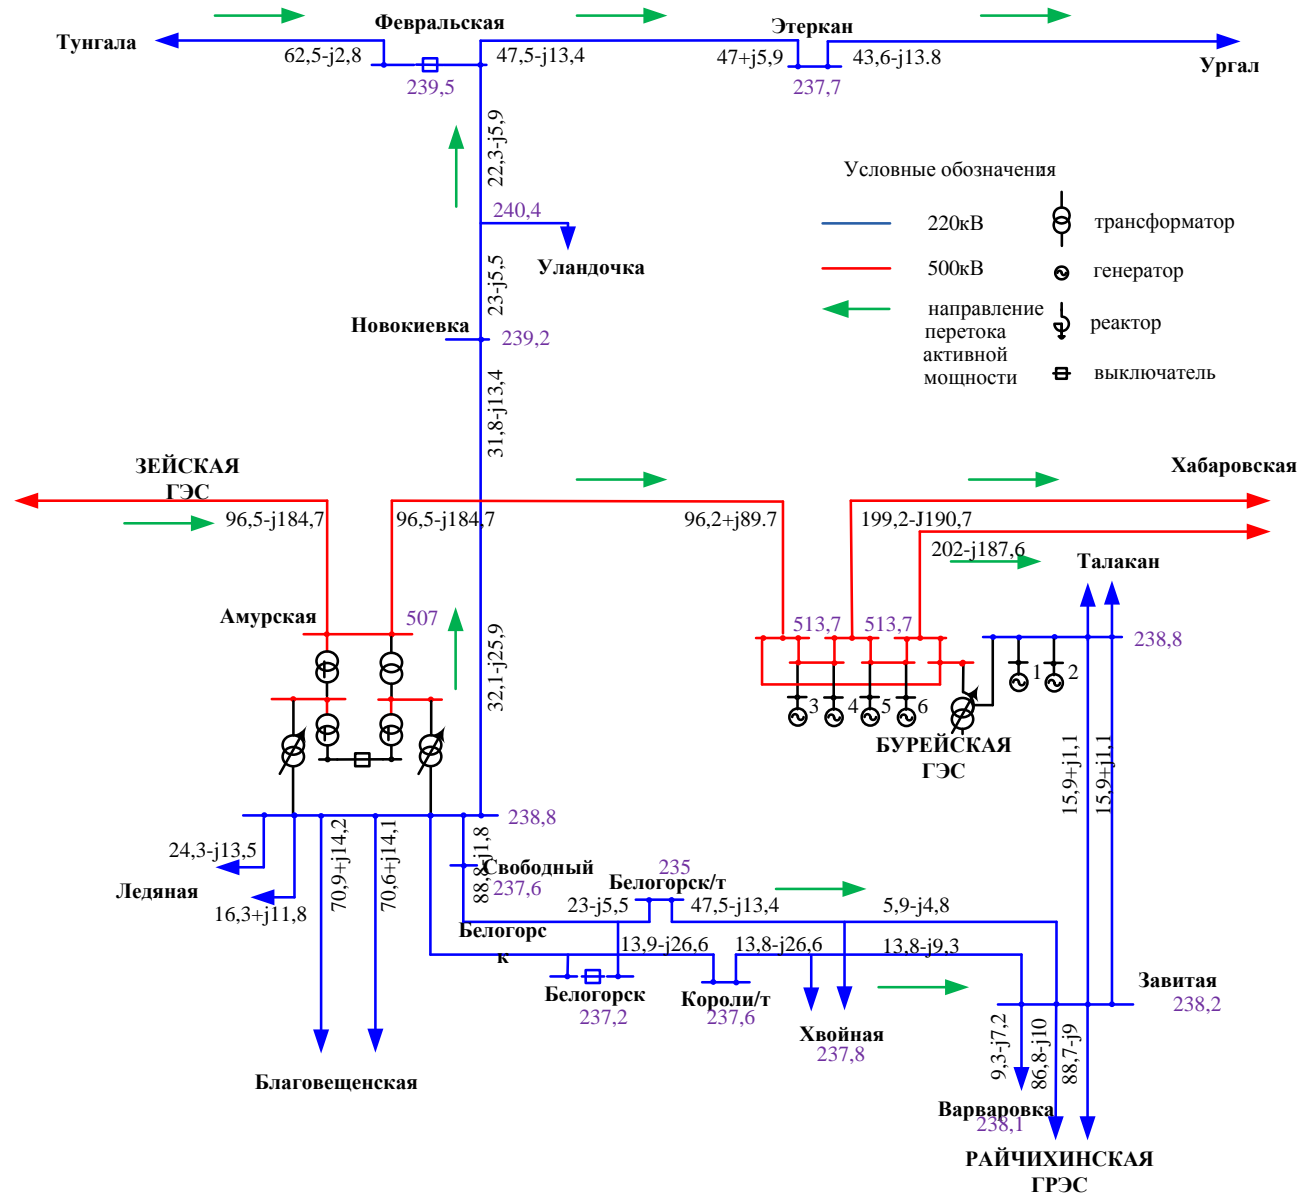 Февральская
Этеркан
Тунгала
62,5-j2,8
47,5-j13,4
47+j5,9
43,6-j13.8
Ургал
239,5
237,7
22,3-j5,9
Условные обозначения
240,4
220кВ
трансформатор
Уландочка
500кВ
генератор
23-j5,5
направление
перетока
активной
мощности
реактор
выключатель
Новокиевка
239,2
31,8-j13,4
ЗЕЙСКАЯ
ГЭС
Хабаровская
96,5-j184,7
96,5-j184,7
96,2+j89.7
199,2-J190,7
202-j187,6
Талакан
Амурская
507
513,7
513,7
238,8
32,1-j25,9
1
2
3
4
5
6
БУРЕЙСКАЯ
ГЭС
15,9+j1,1
15,9+j1,1
238,8
24,3-j13,5
70,9+j14,2
70,6+j14,1
88,8-j1,8
Свободный
237,6
235
Белогорск/т
Ледяная
16,3+j11,8
23-j5,5
47,5-j13,4
5,9-j4,8
Белогорс
к
13,9-j26,6
13,8-j26,6
13,8-j9,3
Белогорск
237,2
Короли/т
237,6
Завитая
238,2
Хвойная
237,8
9,3-j7,2
86,8-j10
88,7-j9
Благовещенская
Варваровка
238,1
РАЙЧИХИНСКАЯ
ГРЭС